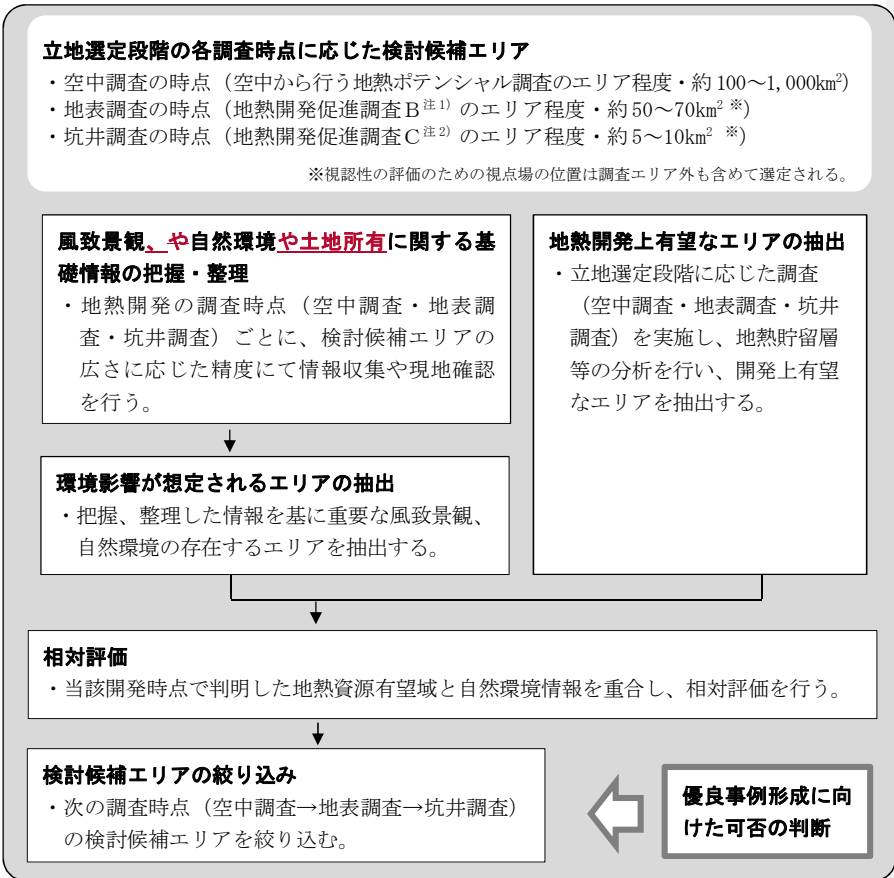 立地選定段階の各調査時点に応じた検討候補エリア
・空中調査の時点（空中から行う地熱ポテンシャル調査のエリア程度・約100～1,000km²）
・地表調査の時点（地熱開発促進調査B注1）のエリア程度・約50～70km² ※）
・坑井調査の時点（地熱開発促進調査C注2）のエリア程度・約5～10km² ※）
※視認性の評価のための視点場の位置は調査エリア外も含めて選定される。
風致景観、や自然環境や土地所有に関する基
礎情報の把握・整理
・地熱開発の調査時点（空中調査・地表調
査・坑井調査）ごとに、検討候補エリアの
広さに応じた精度にて情報収集や現地確認
を行う。
地熱開発上有望なエリアの抽出
・立地選定段階に応じた調査
（空中調査・地表調査・坑井
調査）を実施し、地熱貯留層
等の分析を行い、開発上有望
なエリアを抽出する。
環境影響が想定されるエリアの抽出
・把握、整理した情報を基に重要な風致景観、
自然環境の存在するエリアを抽出する。
相対評価
・当該開発時点で判明した地熱資源有望域と自然環境情報を重合し、相対評価を行う。
検討候補エリアの絞り込み
・次の調査時点（空中調査→地表調査→坑井調査）
の検討候補エリアを絞り込む。
優良事例形成に向
けた可否の判断